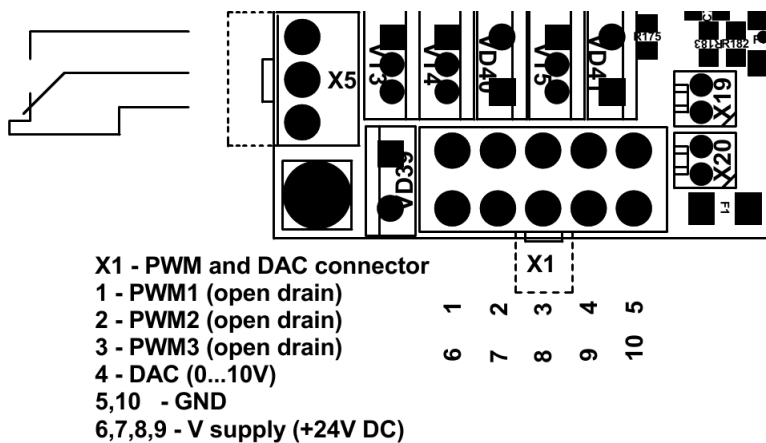 VT3 VT4 VD40 VT5 VD41 R175 R183 R182
X5 X19
VD39 X20
F1
X1 - PWM and DAC connector X1
1 - PWM1 (open drain)
2 - PWM2 (open drain)
3 - PWM3 (open drain)
4 - DAC (0...10V)
5,10 - GND
6,7,8,9 - V supply (+24V DC)
1 2 3 4 5
6 7 8 9 10